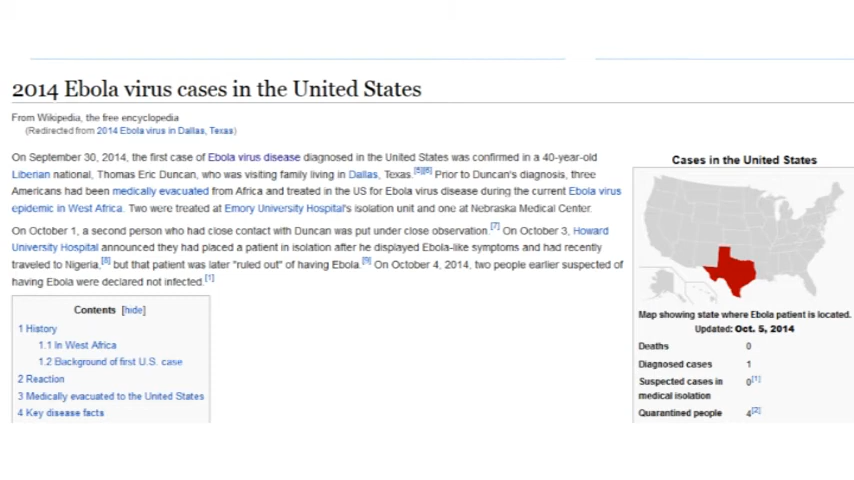 2014 Ebola virus cases in the United States
From Wikipedia, the free encyclopedia
(Redirected from 2014 Ebola virus in Dallas, Texas)
On September 30, 2014, the first case of Ebola virus disease diagnosed in the United States was confirmed in a 40-year-old
Liberian national, Thomas Eric Duncan, who was visiting family living in Dallas, Texas.[5][6] Prior to Duncan's diagnosis, three
Americans had been medically evacuated from Africa and treated in the US for Ebola virus disease during the current Ebola virus
epidemic in West Africa. Two were treated at Emory University Hospital's isolation unit and one at Nebraska Medical Center.
On October 1, a second person who had close contact with Duncan was put under close observation.[7] On October 3, Howard
University Hospital announced they had placed a patient in isolation after he displayed Ebola-like symptoms and had recently
traveled to Nigeria,[8] but that patient was later "ruled out" of having Ebola.[9] On October 4, 2014, two people earlier suspected of
having Ebola were declared not infected.[1]
Contents [hide]
1 History
1.1 In West Africa
1.2 Background of first U.S. case
2 Reaction
3 Medically evacuated to the United States
4 Key disease facts
Cases in the United States
Map showing state where Ebola patient is located.
Updated: Oct. 5, 2014
Deaths 0
Diagnosed cases 1
Suspected cases in 0[1]
medical isolation
Quarantined people 4[2]